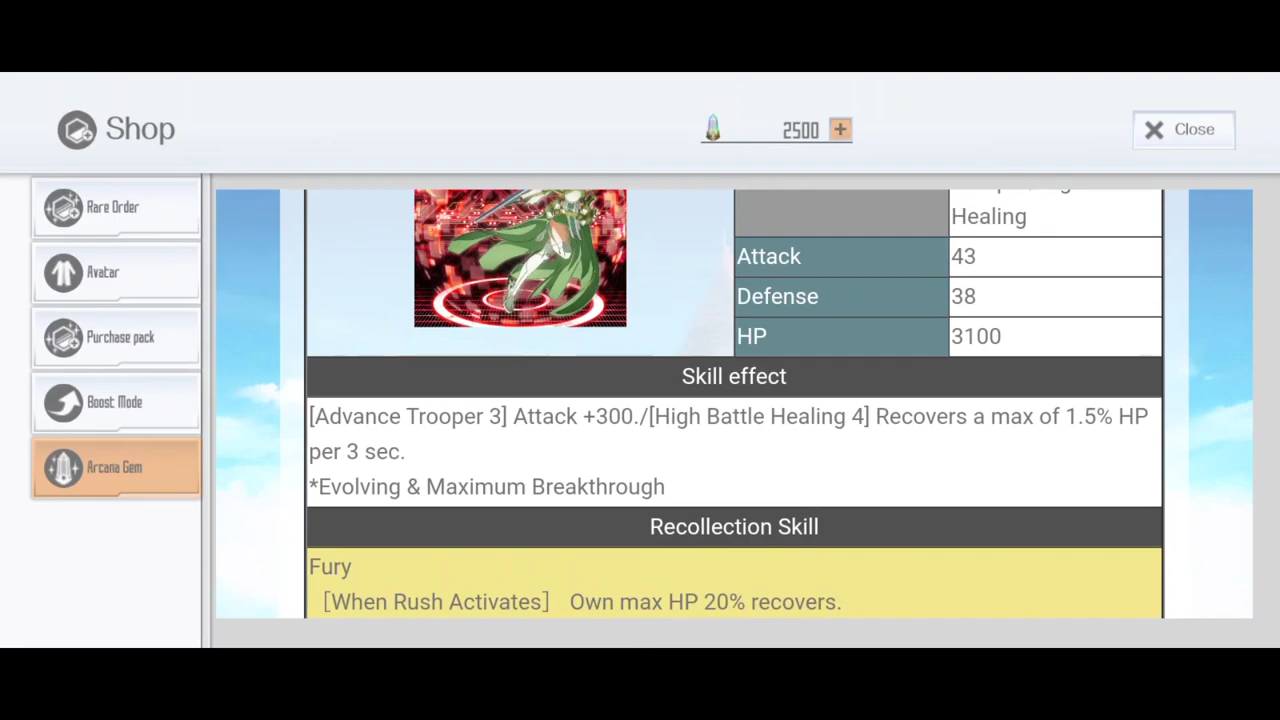 Shop
2500
Close
Rare Order
Avatar
Purchase pack
Boost Mode
Arcana Gem
Healing
Attack 43
Defense 38
HP 3100
Skill effect
[Advance Trooper 3] Attack +300./[High Battle Healing 4] Recovers a max of 1.5% HP
per 3 sec.
*Evolving & Maximum Breakthrough
Recollection Skill
Fury
［When Rush Activates］ Own max HP 20% recovers.